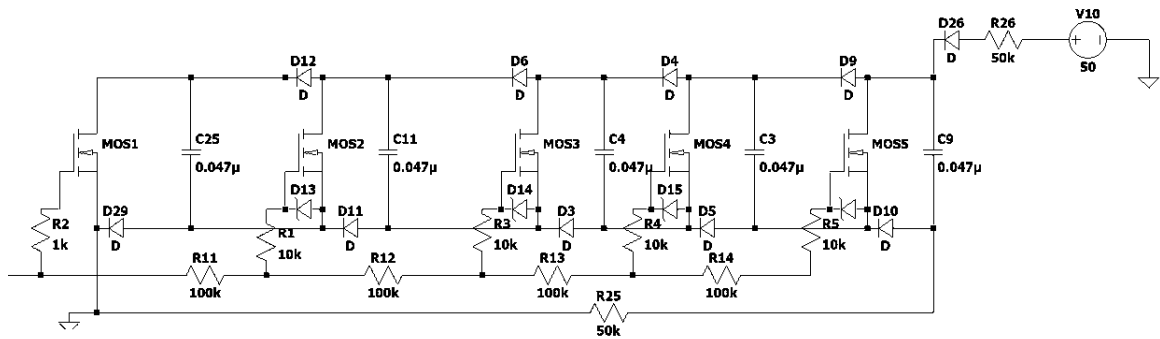 V10
D26
R26
D
50k
50
D12
D
D6
D
D4
D
D9
D
MOS1
C25
0.047µ
MOS2
C11
0.047µ
MOS3
C4
0.047µ
MOS4
C3
0.047µ
MOS5
C9
0.047µ
D13
D14
D15
R2
1k
D29
D
R1
10k
D11
D
R3
10k
D3
D
R4
10k
D5
D
R5
10k
D10
D
R11
100k
R12
100k
R13
100k
R14
100k
R25
50k